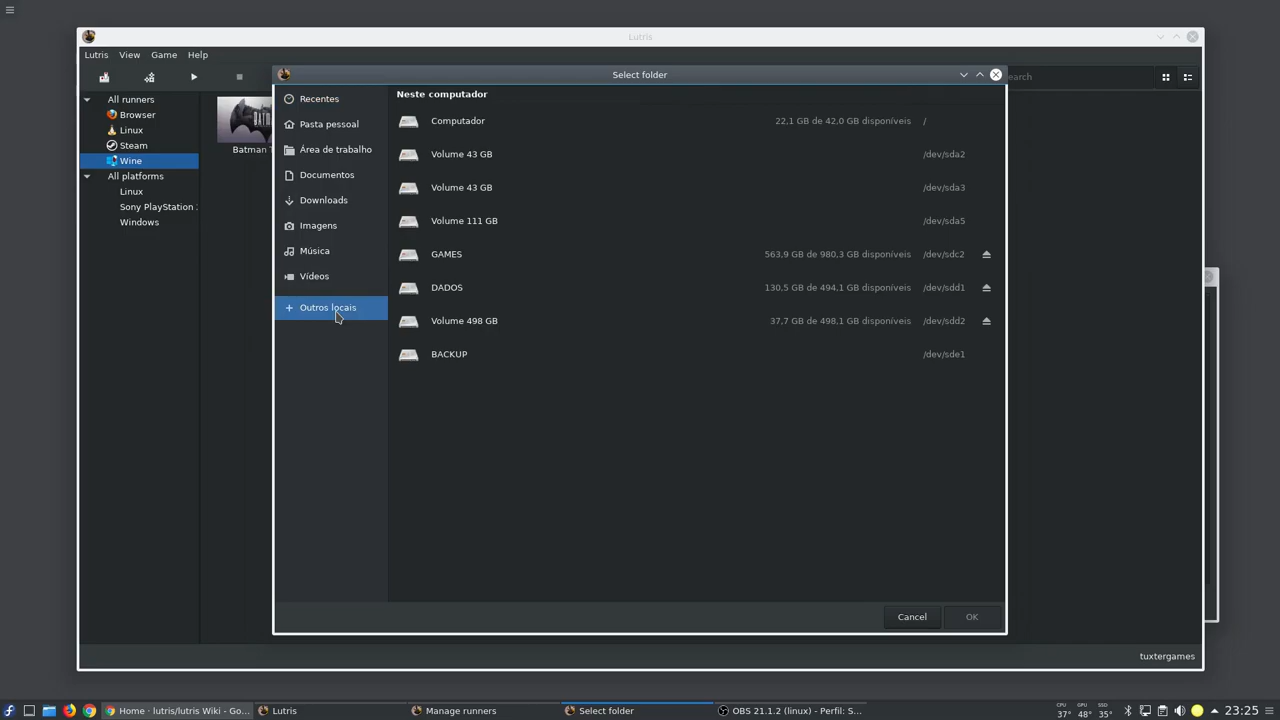 Lutris
Lutris View Game Help
Select folder
earch
All runners
Browser
Linux
Steam
Wine
All platforms
Linux
Sony PlayStation
Windows
BATM
Batman T
Recentes
Pasta pessoal
Área de trabalho
Documentos
Downloads
Imagens
Música
Vídeos
Outros locais
Neste computador
Computador 22,1 GB de 42,0 GB disponíveis /
Volume 43 GB /dev/sda2
Volume 43 GB /dev/sda3
Volume 111 GB /dev/sda5
GAMES 563,9 GB de 980,3 GB disponíveis /dev/sdc2
DADOS 130,5 GB de 494,1 GB disponíveis /dev/sdd1
Volume 498 GB 37,7 GB de 498,1 GB disponíveis /dev/sdd2
BACKUP /dev/sde1
Cancel OK
tuxtergames
Home · lutris/lutris Wiki - Go... Lutris Manage runners Select folder OBS 21.1.2 (linux) - Perfil: S... CPU 37° GPU 48° SSD 35° 23:25